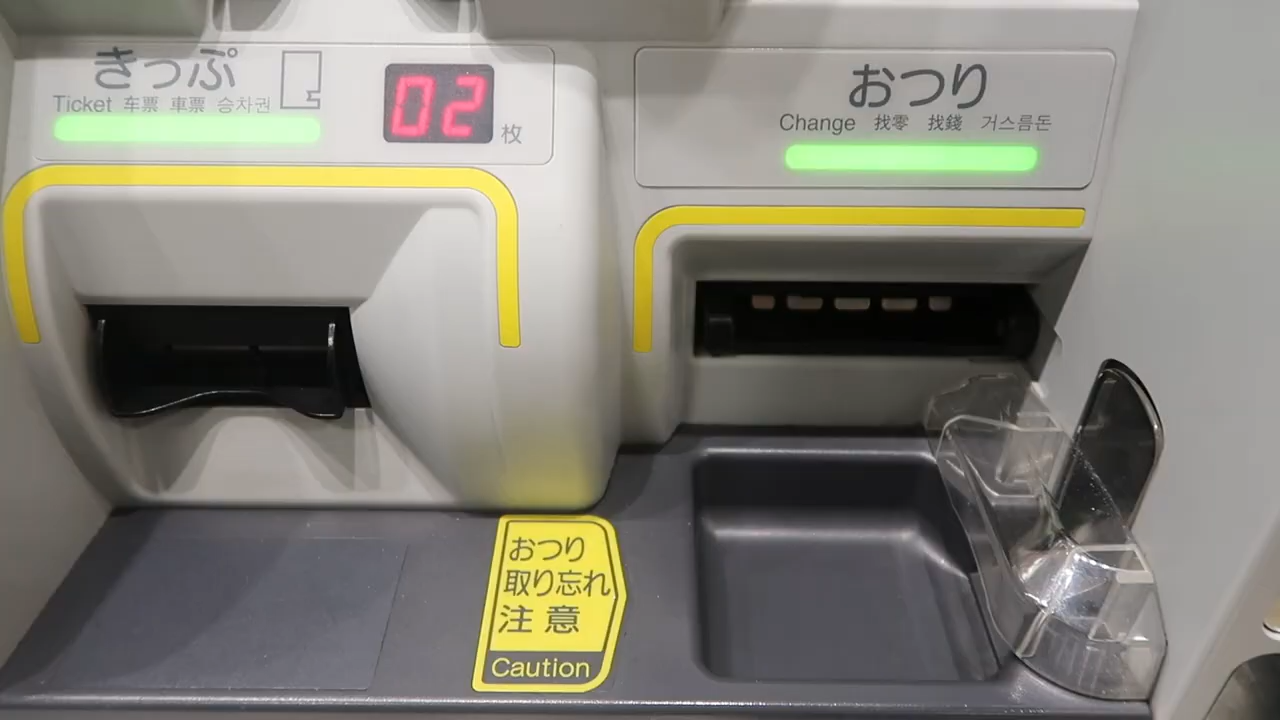 きっぷ
Ticket 车票 車票 승차권
02 枚
おつり
Change 找零 找錢 거스름돈
おつり
取り忘れ
注意
Caution